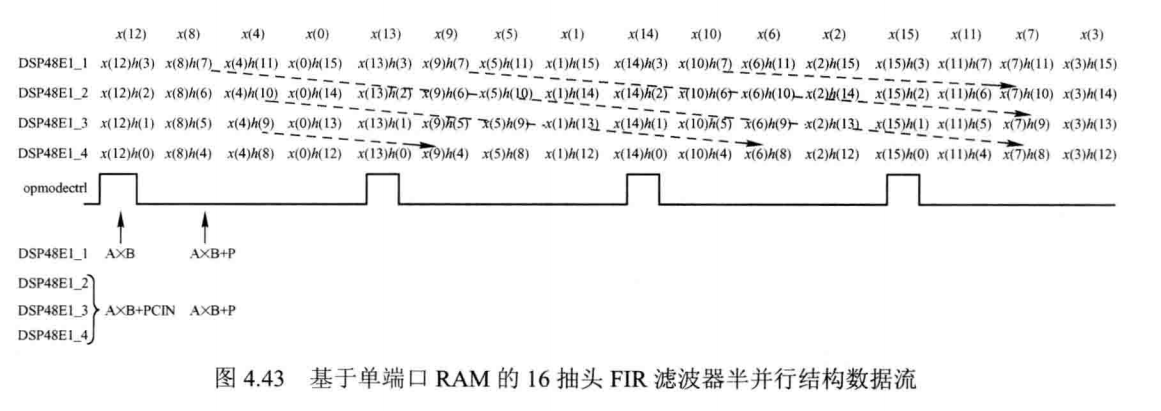 x(12) x(8) x(4) x(0) x(13) x(9) x(5) x(1) x(14) x(10) x(6) x(2) x(15) x(11) x(7) x(3)
DSP48E1_1 x(12)h(3) x(8)h(7) x(4)h(11) x(0)h(15) x(13)h(3) x(9)h(7) x(5)h(11) x(1)h(15) x(14)h(3) x(10)h(7) x(6)h(11) x(2)h(15) x(15)h(3) x(11)h(7) x(7)h(11) x(3)h(15)
DSP48E1_2 x(12)h(2) x(8)h(6) x(4)h(10) x(0)h(14) x(13)h(2) x(9)h(6) x(5)h(10) x(1)h(14) x(14)h(2) x(10)h(6) x(6)h(10) x(2)h(14) x(15)h(2) x(11)h(6) x(7)h(10) x(3)h(14)
DSP48E1_3 x(12)h(1) x(8)h(5) x(4)h(9) x(0)h(13) x(13)h(1) x(9)h(5) x(5)h(9) x(1)h(13) x(14)h(1) x(10)h(5) x(6)h(9) x(2)h(13) x(15)h(1) x(11)h(5) x(7)h(9) x(3)h(13)
DSP48E1_4 x(12)h(0) x(8)h(4) x(4)h(8) x(0)h(12) x(13)h(0) x(9)h(4) x(5)h(8) x(1)h(12) x(14)h(0) x(10)h(4) x(6)h(8) x(2)h(12) x(15)h(0) x(11)h(4) x(7)h(8) x(3)h(12)
opmodectrl
DSP48E1_1 A×B A×B+P
DSP48E1_2
DSP48E1_3 A×B+PCIN A×B+P
DSP48E1_4
图 4.43 基于单端口 RAM 的 16 抽头 FIR 滤波器半并行结构数据流